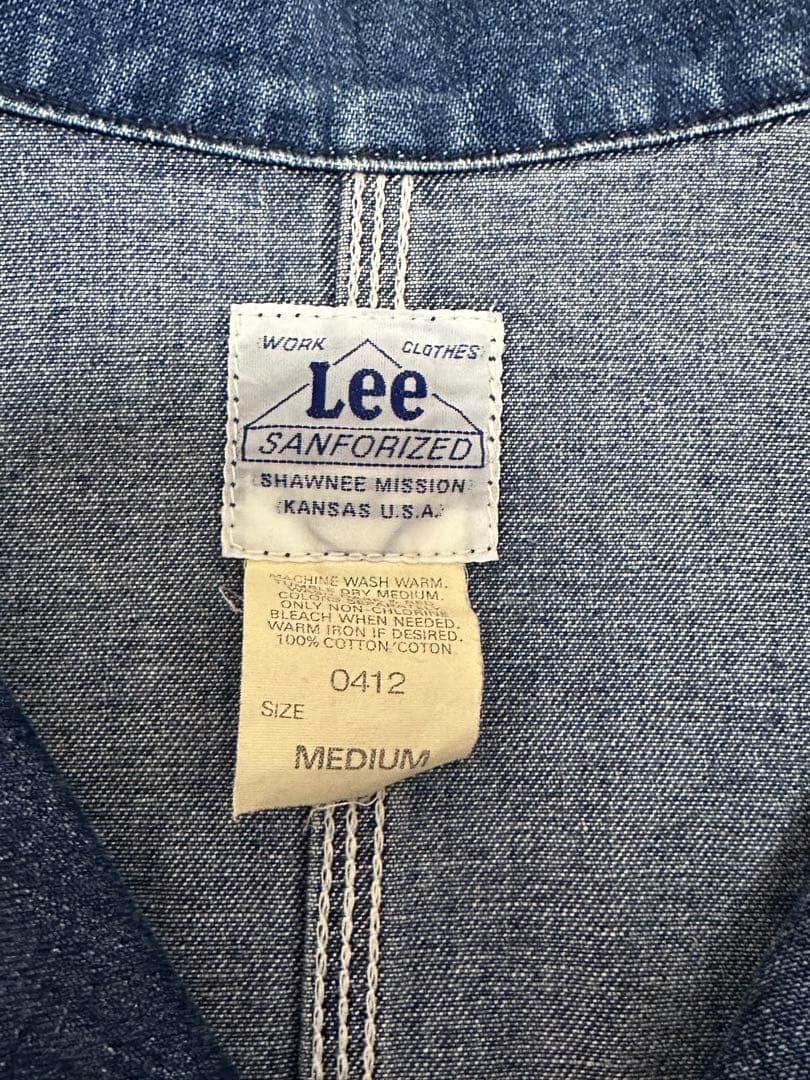 WORK CLOTHES
Lee
SANFORIZED
SHAWNEE MISSION
KANSAS U.S.A.
MACHINE WASH WARM.
TUMBLE DRY MEDIUM.
COLORS
ONLY NON-CHLORINE
BLEACH WHEN NEEDED.
WARM IRON IF DESIRED.
100% COTTON/COTON
0412
SIZE
MEDIUM